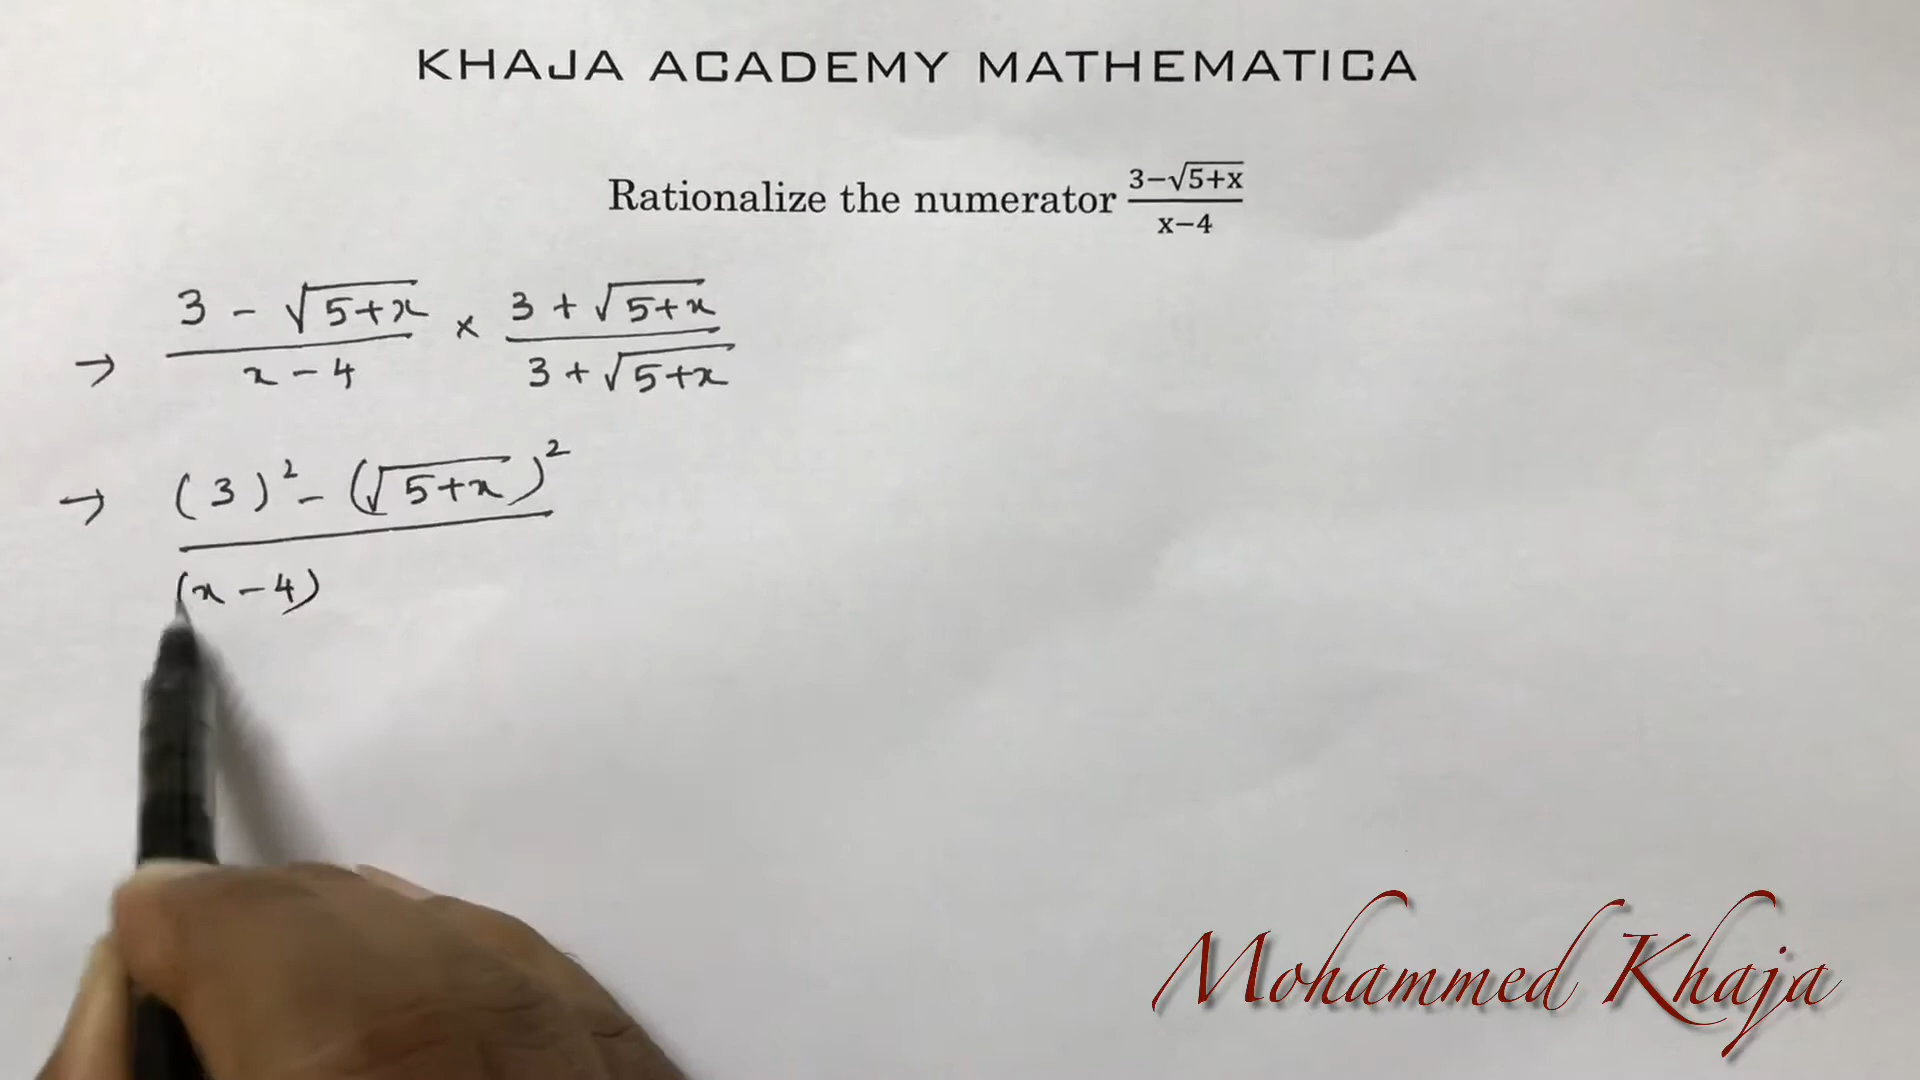 KHAJA ACADEMY MATHEMATICA
Rationalize the numerator (3−√(5+x))/(x−4)
→ (3 − √(5+x))/(x − 4) × (3 + √(5+x))/(3 + √(5+x))
→ ((3)² − (√(5+x))²)/(x − 4)
Mohammed Khaja